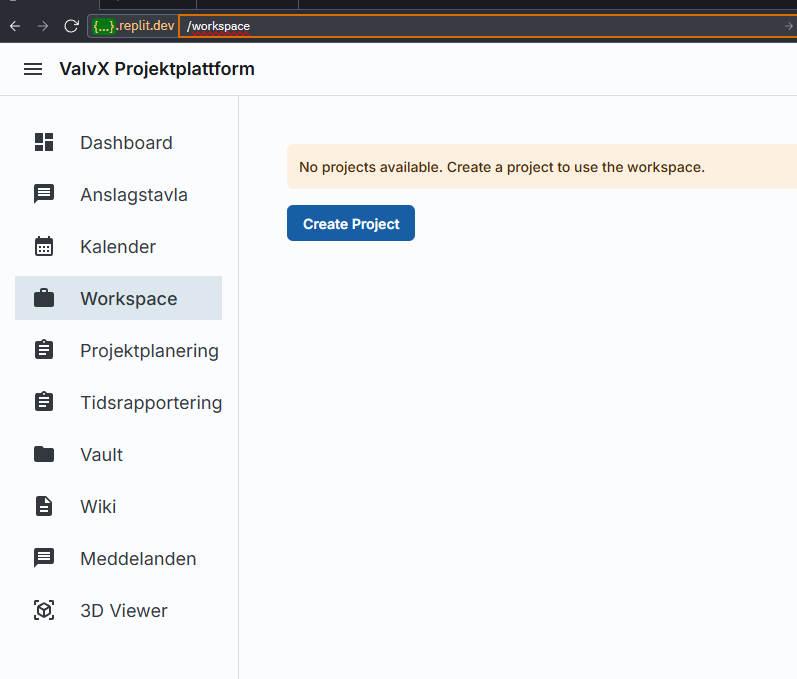 {...}.replit.dev /workspace
ValvX Projektplattform
Dashboard
Anslagstavla
Kalender
Workspace
Projektplanering
Tidsrapportering
Vault
Wiki
Meddelanden
3D Viewer
No projects available. Create a project to use the workspace.
Create Project